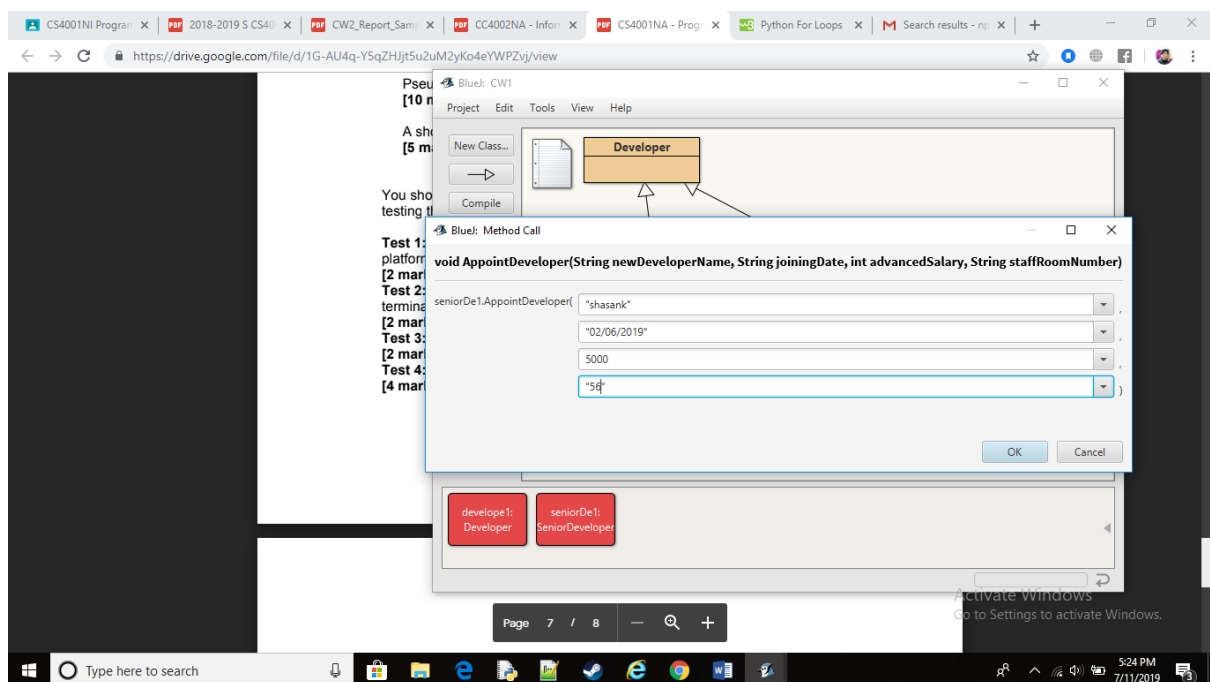 CS4001NI Program
2018-2019 S CS40
CW2_Report_Samp
CC4002NA - Inforn
CS4001NA - Progr
Python For Loops
Search results - np
https://drive.google.com/file/d/1G-AU4q-Y5qZHJjt5u2uM2yKo4eYWPZvj/view
Pseu
[10 m
A sho
[5 ma
You sho
testing th
Test 1:
platform
[2 mar
Test 2:
termina
[2 mar
Test 3:
[2 mar
Test 4:
[4 mar
BlueJ: CW1
Project Edit Tools View Help
New Class...
Compile
Developer
BlueJ: Method Call
void AppointDeveloper(String newDeveloperName, String joiningDate, int advancedSalary, String staffRoomNumber)
seniorDe1.AppointDeveloper( "shasank" ,
"02/06/2019" ,
5000 ,
"56" )
OK Cancel
develope1:
Developer
seniorDe1:
SeniorDeveloper
Activate Windows
Go to Settings to activate Windows.
Page 7 / 8
Type here to search
5:24 PM
7/11/2019
3